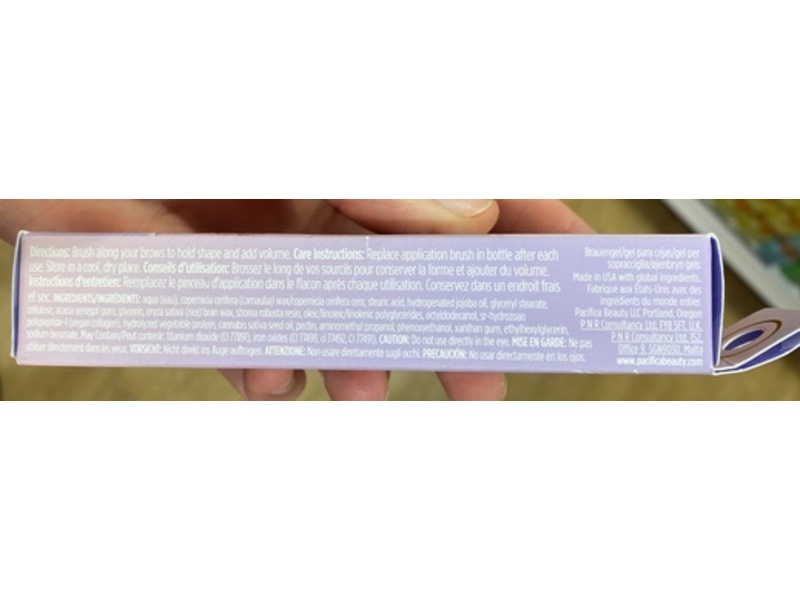 Directions: Brush along your brows to hold shape and add volume. Care Instructions: Replace application brush in bottle after each
use. Store in a cool, dry place. Conseils d'utilisation: Brossez le long de vos sourcils pour conserver la forme et ajouter du volume.
Instructions d'entretien: Remplacez le pinceau d'application dans le flacon après chaque utilisation. Conservez dans un endroit frais
et sec. INGREDIENTS/INGRÉDIENTS: aqua (eau), copernicia cerifera (carnauba) wax/copernicia cerifera cera, stearic acid, hydrogenated jojoba oil, glyceryl stearate,
cellulose, acacia senegal gum, glycerin, oryza sativa (rice) bran wax, shorea robusta resin, oleic/linoleic/linolenic polyglycerides, octyldodecanol, sr-hydrozoan
polypeptide-1 (vegan collagen), hydrolyzed vegetable protein, cannabis sativa seed oil, pectin, aminomethyl propanol, phenoxyethanol, xanthan gum, ethylhexylglycerin,
sodium benzoate. May Contain/Peut contenir: titanium dioxide (CI 77891), iron oxides (CI 77489, CI 77492, CI 77491). CAUTION: Do not use directly in the eye. MISE EN GARDE: Ne pas
utiliser directement dans les yeux. VORSICHT: Nicht direkt ins Auge auftragen. ATTENZIONE: Non usare direttamente sugli occhi. PRECAUCIÓN: No usar directamente en los ojos.
Brauengel/gel para cejas/gel per
sopracciglia/øjenbryn gels
Made in USA with global ingredients.
Fabriqué aux États-Unis avec des
ingrédients du monde entier.
Pacifica Beauty LLC Portland, Oregon
P N R Consultancy Ltd, FY8 5FT, U.K.
P N R Consultancy Ltd, 152,
Office 9, SGN9050, Malta
www.pacificabeauty.com